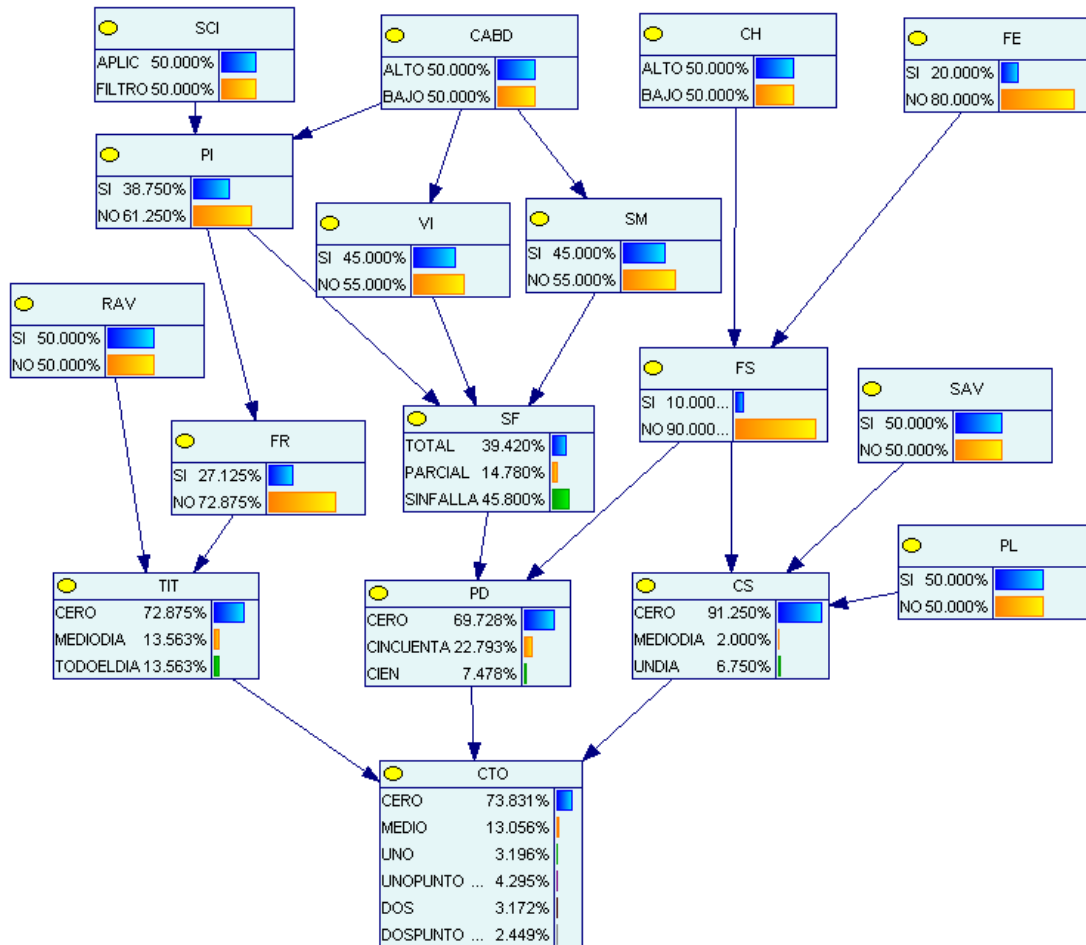 SCI
APLIC 50.000%
FILTRO 50.000%
CABD
ALTO 50.000%
BAJO 50.000%
CH
ALTO 50.000%
BAJO 50.000%
FE
SI 20.000%
NO 80.000%
PI
SI 38.750%
NO 61.250%
VI
SI 45.000%
NO 55.000%
SM
SI 45.000%
NO 55.000%
RAV
SI 50.000%
NO 50.000%
FS
SI 10.000...
NO 90.000...
SAV
SI 50.000%
NO 50.000%
FR
SI 27.125%
NO 72.875%
SF
TOTAL 39.420%
PARCIAL 14.780%
SINFALLA 45.800%
PL
SI 50.000%
NO 50.000%
TIT
CERO 72.875%
MEDIODIA 13.563%
TODOELDIA 13.563%
PD
CERO 69.728%
CINCUENTA 22.793%
CIEN 7.478%
CS
CERO 91.250%
MEDIODIA 2.000%
UNDIA 6.750%
CTO
CERO 73.831%
MEDIO 13.056%
UNO 3.196%
UNOPUNTO ... 4.295%
DOS 3.172%
DOSPUNTO ... 2.449%